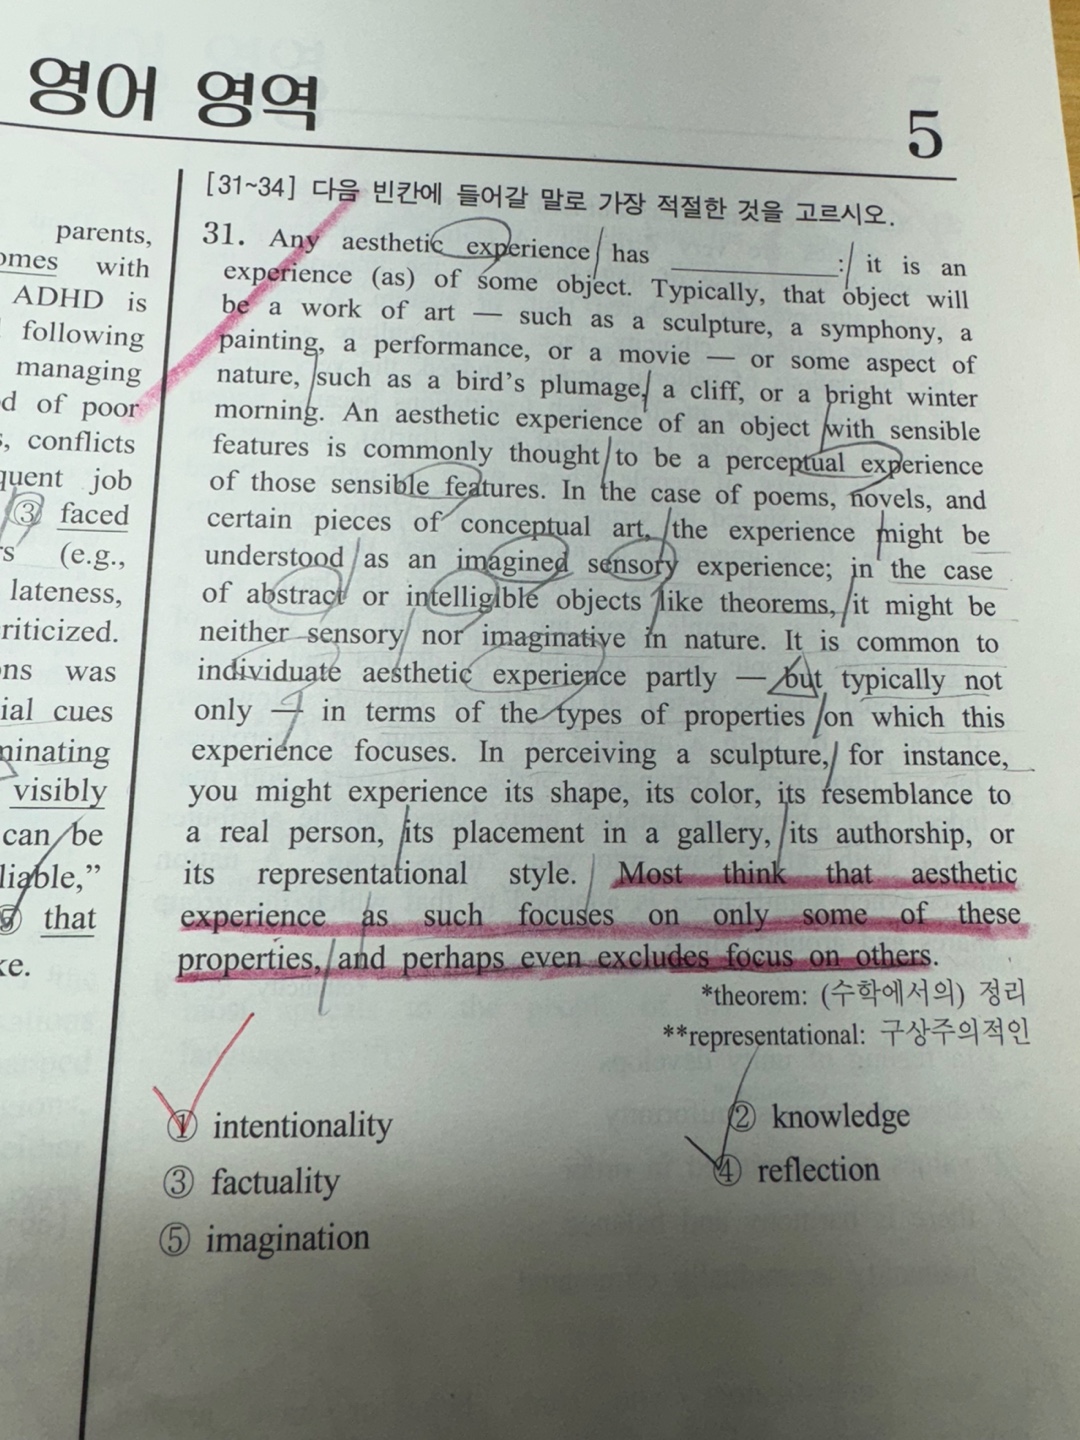 영어 영역
5
parents,
omes with
ADHD is
following
managing
d of poor
s, conflicts
quent job
③ faced
rs (e.g.,
lateness,
riticized.
ns was
ial cues
ninating
visibly
can be
liable,”
⑤ that
ke.
[31~34] 다음 빈칸에 들어갈 말로 가장 적절한 것을 고르시오.
31. Any aesthetic experience has ____________: it is an
experience (as) of some object. Typically, that object will
be a work of art — such as a sculpture, a symphony, a
painting, a performance, or a movie — or some aspect of
nature, such as a bird’s plumage, a cliff, or a bright winter
morning. An aesthetic experience of an object with sensible
features is commonly thought to be a perceptual experience
of those sensible features. In the case of poems, novels, and
certain pieces of conceptual art, the experience might be
understood as an imagined sensory experience; in the case
of abstract or intelligible objects like theorems, it might be
neither sensory nor imaginative in nature. It is common to
individuate aesthetic experience partly — but typically not
only — in terms of the types of properties on which this
experience focuses. In perceiving a sculpture, for instance,
you might experience its shape, its color, its resemblance to
a real person, its placement in a gallery, its authorship, or
its representational style. Most think that aesthetic
experience as such focuses on only some of these
properties, and perhaps even excludes focus on others.
*theorem: (수학에서의) 정리
**representational: 구상주의적인
① intentionality
② knowledge
③ factuality
④ reflection
⑤ imagination